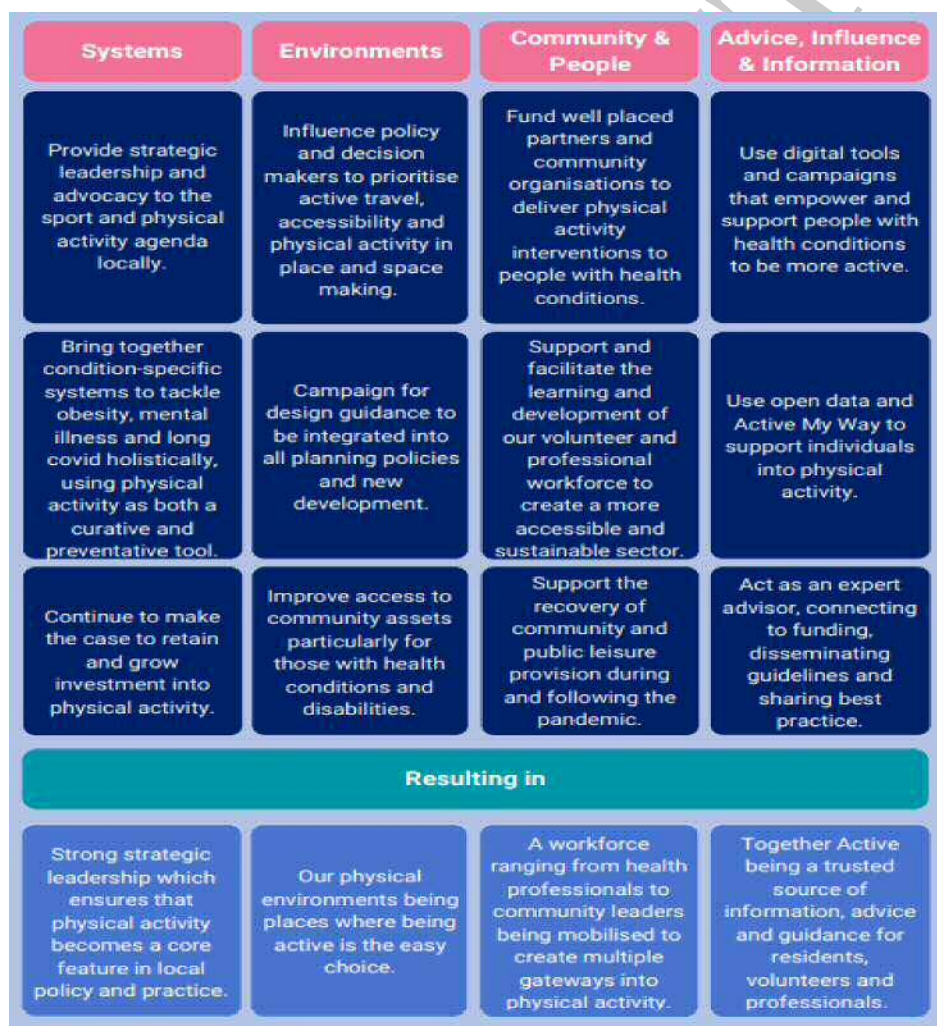 Systems
Environments
Community &
People
Advice, Influence
& Information
Provide strategic
leadership and
advocacy to the
sport and physical
activity agenda
locally.
Influence policy
and decision
makers to prioritise
active travel,
accessibility and
physical activity in
place and space
making.
Fund well placed
partners and
community
organisations to
deliver physical
activity
interventions to
people with health
conditions.
Use digital tools
and campaigns
that empower and
support people with
health conditions
to be more active.
Bring together
condition-specific
systems to tackle
obesity, mental
illness and long
covid holistically,
using physical
activity as both a
curative and
preventative tool.
Campaign for
design guidance to
be integrated into
all planning policies
and new
development.
Support and
facilitate the
learning and
development of
our volunteer and
professional
workforce to
create a more
accessible and
sustainable sector.
Use open data and
Active My Way to
support individuals
into physical
activity.
Continue to make
the case to retain
and grow
investment into
physical activity.
Improve access to
community assets
particularly for
those with health
conditions and
disabilities.
Support the
recovery of
community and
public leisure
provision during
and following the
pandemic.
Act as an expert
advisor, connecting
to funding,
disseminating
guidelines and
sharing best
practice.
Resulting in
Strong strategic
leadership which
ensures that
physical activity
becomes a core
feature in local
policy and practice.
Our physical
environments being
places where being
active is the easy
choice.
A workforce
ranging from health
professionals to
community leaders
being mobilised to
create multiple
gateways into
physical activity.
Together Active
being a trusted
source of
information, advice
and guidance for
residents,
volunteers and
professionals.